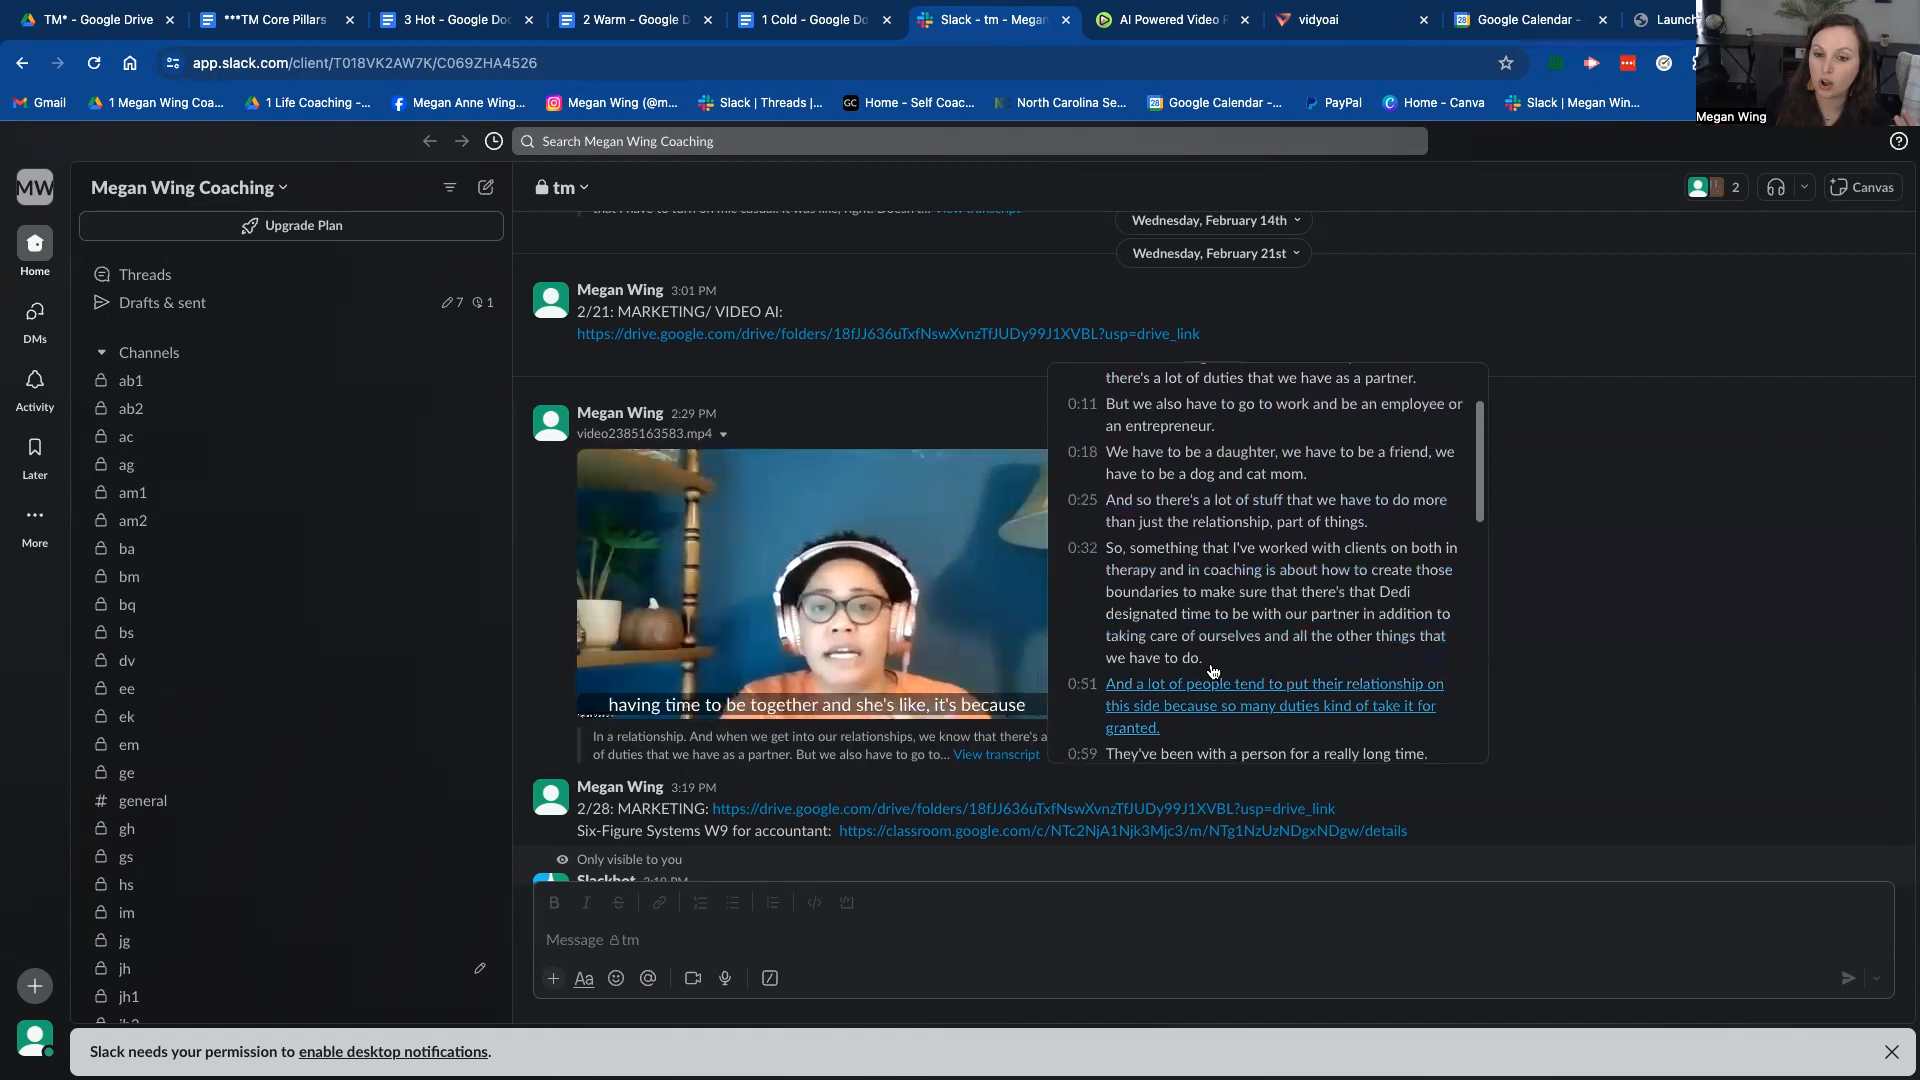 TM* - Google Drive
***TM Core Pillars
3 Hot - Google Do
2 Warm - Google D
1 Cold - Google Do
Slack - tm - Megan
AI Powered Video
vidyoai
Google Calendar -
Launch
app.slack.com/client/T018VK2AW7K/C069ZHA4526
Gmail
1 Megan Wing Coa...
1 Life Coaching -...
Megan Anne Wing...
Megan Wing (@m...
Slack | Threads |...
GC
Home - Self Coac...
North Carolina Se...
28
Google Calendar -...
PayPal
Home - Canva
Slack | Megan Win...
Megan Wing
Search Megan Wing Coaching
MW
Megan Wing Coaching
Upgrade Plan
Home
DMs
Activity
Later
More
Threads
Drafts & sent
7
1
Channels
ab1
ab2
ac
ag
am1
am2
ba
bm
bq
bs
dv
ee
ek
em
ge
general
gh
gs
hs
im
jg
jh
jh1
tm
2
Canvas
View transcript
Wednesday, February 14th
Wednesday, February 21st
Megan Wing 3:01 PM
2/21: MARKETING/ VIDEO AI:
https://drive.google.com/drive/folders/18fJJ636uTxfNswXvnzTfJUDy99J1XVBL?usp=drive_link
Megan Wing 2:29 PM
video2385163583.mp4
having time to be together and she's like, it's because
In a relationship. And when we get into our relationships, we know that there's a
of duties that we have as a partner. But we also have to go to... View transcript
there's a lot of duties that we have as a partner.
0:11 But we also have to go to work and be an employee or
an entrepreneur.
0:18 We have to be a daughter, we have to be a friend, we
have to be a dog and cat mom.
0:25 And so there's a lot of stuff that we have to do more
than just the relationship, part of things.
0:32 So, something that I've worked with clients on both in
therapy and in coaching is about how to create those
boundaries to make sure that there's that Dedi
designated time to be with our partner in addition to
taking care of ourselves and all the other things that
we have to do.
0:51 And a lot of people tend to put their relationship on
this side because so many duties kind of take it for
granted.
0:59 They've been with a person for a really long time.
Megan Wing 3:19 PM
2/28: MARKETING: https://drive.google.com/drive/folders/18fJJ636uTxfNswXvnzTfJUDy99J1XVBL?usp=drive_link
Six-Figure Systems W9 for accountant: https://classroom.google.com/c/NTc2NjA1Njk3Mjc3/m/NTg1NzUzNDgxNDgw/details
Only visible to you
Slackbot 3:19 PM
B I S
Message tm
Aa
Slack needs your permission to enable desktop notifications.